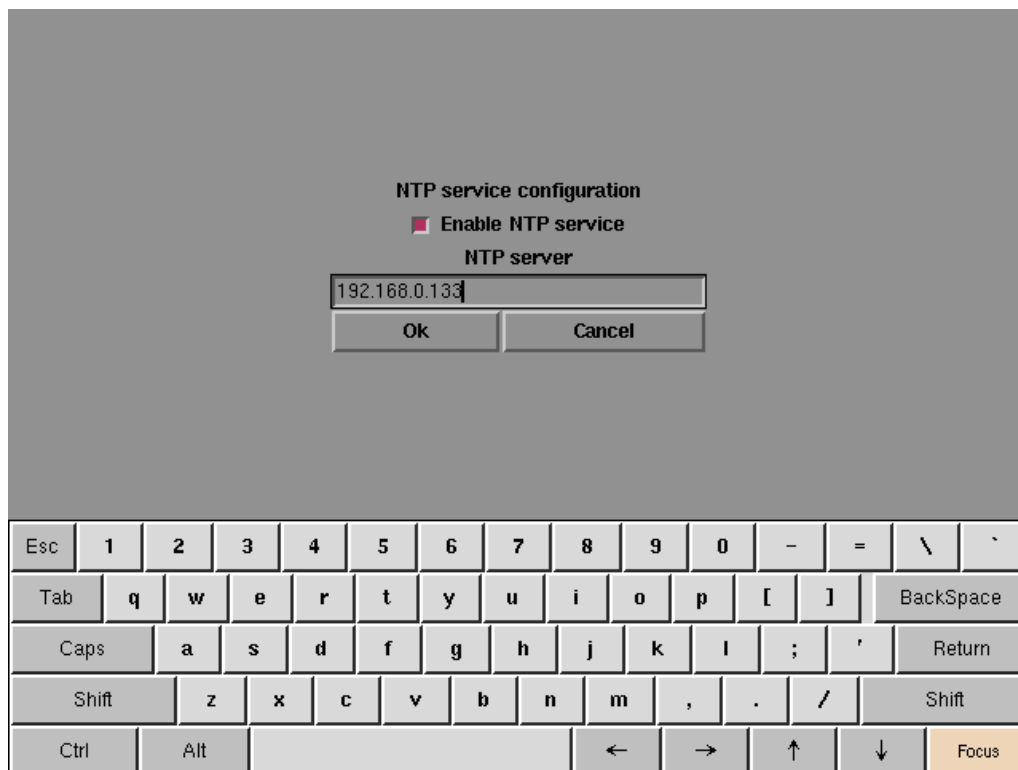 NTP service configuration
Enable NTP service
NTP server
192.168.0.133
Ok Cancel
Esc 1 2 3 4 5 6 7 8 9 0 - = \ `
Tab q w e r t y u i o p [ ] BackSpace
Caps a s d f g h j k l ; ' Return
Shift z x c v b n m , . / Shift
Ctrl Alt ← → ↑ ↓ Focus